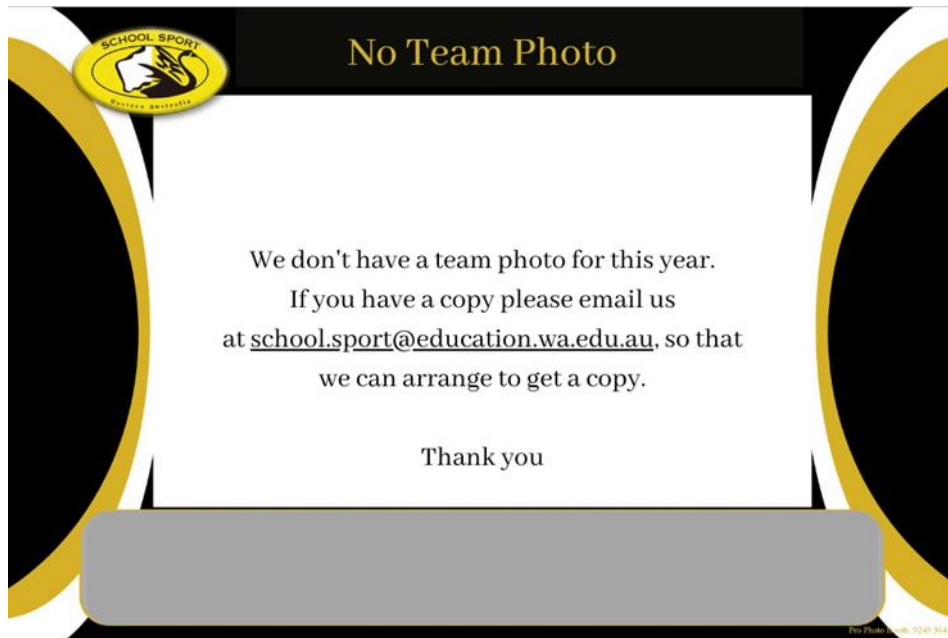 SCHOOL SPORT
Western Australia
No Team Photo
We don't have a team photo for this year.
If you have a copy please email us
at school.sport@education.wa.edu.au, so that
we can arrange to get a copy.
Thank you
Pro Photo